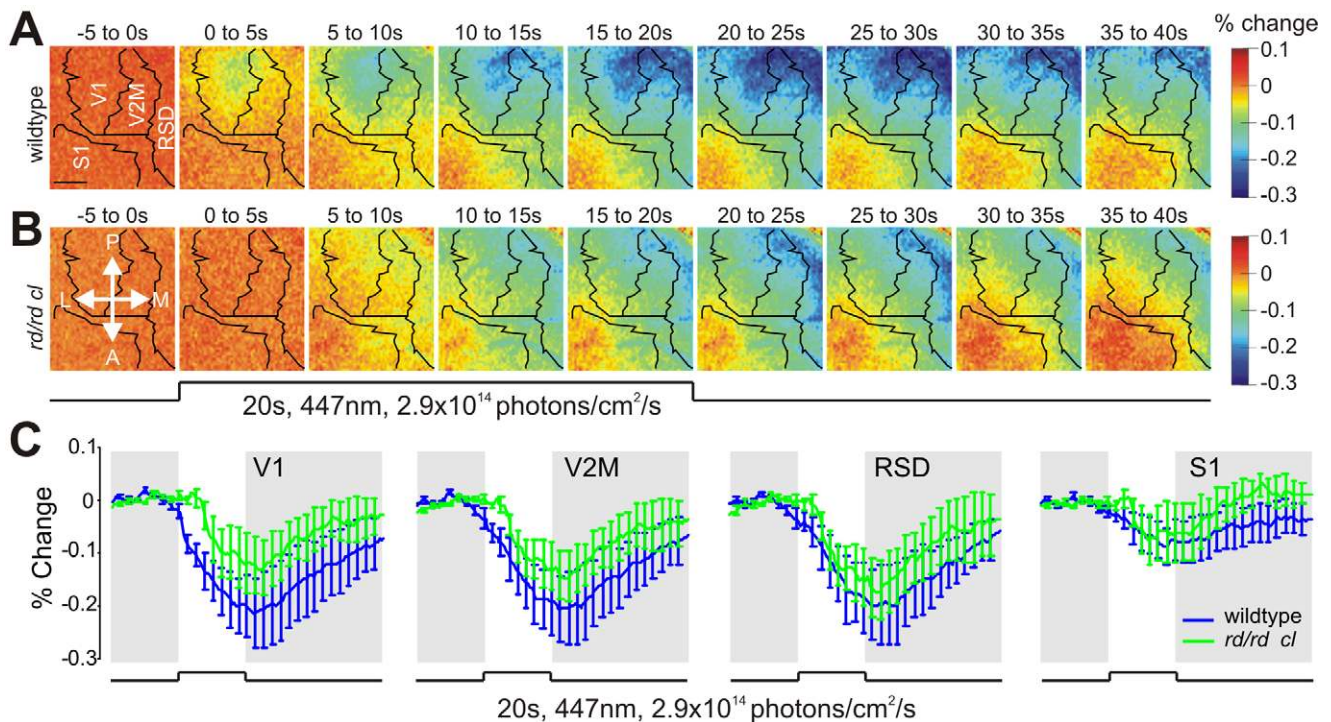 A
-5 to 0s 0 to 5s 5 to 10s 10 to 15s 15 to 20s 20 to 25s 25 to 30s 30 to 35s 35 to 40s % change
wildtype
V1 V2M RSD S1
0.1
0
-0.1
-0.2
-0.3
B
-5 to 0s 0 to 5s 5 to 10s 10 to 15s 15 to 20s 20 to 25s 25 to 30s 30 to 35s 35 to 40s
rd/rd cl
P
L M
A
0.1
0
-0.1
-0.2
-0.3
20s, 447nm, 2.9x10¹⁴ photons/cm²/s
C
% Change
0.1
0
-0.1
-0.2
-0.3
V1 V2M RSD S1
wildtype
rd/rd cl
20s, 447nm, 2.9x10¹⁴ photons/cm²/s